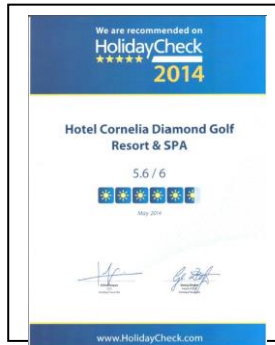 We are recommended on
HolidayCheck
2014
Hotel Cornelia Diamond Golf
Resort & SPA
5.6 / 6
May 2014
www.HolidayCheck.com